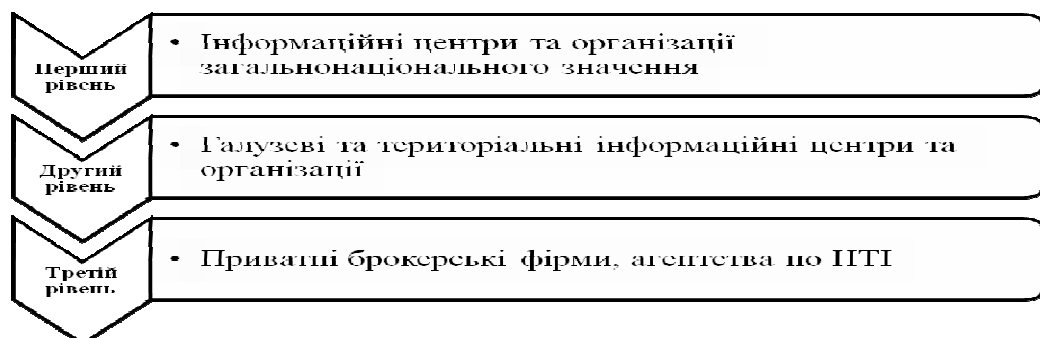 Перший
рівень
• Інформаційні центри та організації
загальнонаціонального значення
Другий
рівень
• Галузеві та територіальні інформаційні центри та
організації
Третій
рівень
• Приватні брокерські фірми, агентства по НТІ